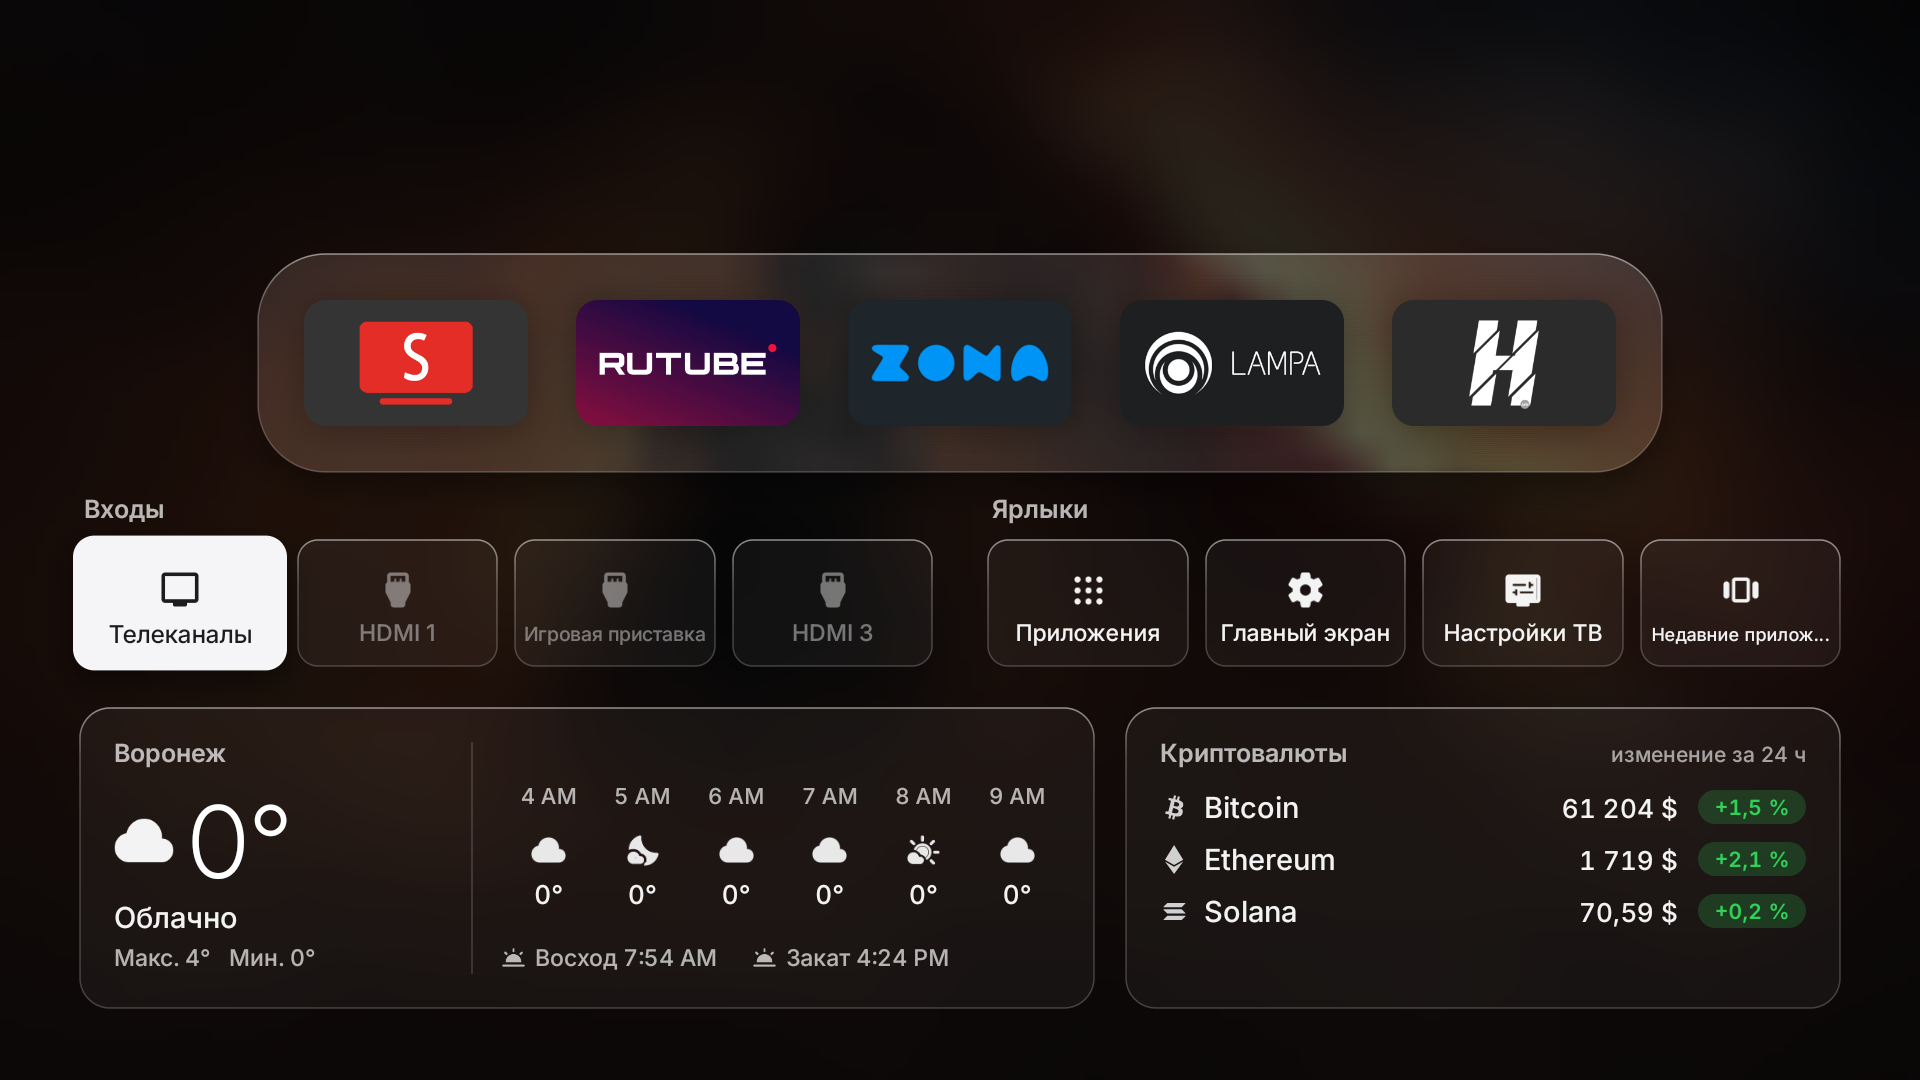 S
RUTUBE
ZONA
LAMPA
H
Входы
Ярлыки
Телеканалы
HDMI 1
Игровая приставка
HDMI 3
Приложения
Главный экран
Настройки ТВ
Недавние прилож...
Воронеж
0°
Облачно
Макс. 4° Мин. 0°
4 AM 5 AM 6 AM 7 AM 8 AM 9 AM
0° 0° 0° 0° 0° 0°
Восход 7:54 AM Закат 4:24 PM
Криптовалюты изменение за 24 ч
Bitcoin 61 204 $ +1,5 %
Ethereum 1 719 $ +2,1 %
Solana 70,59 $ +0,2 %